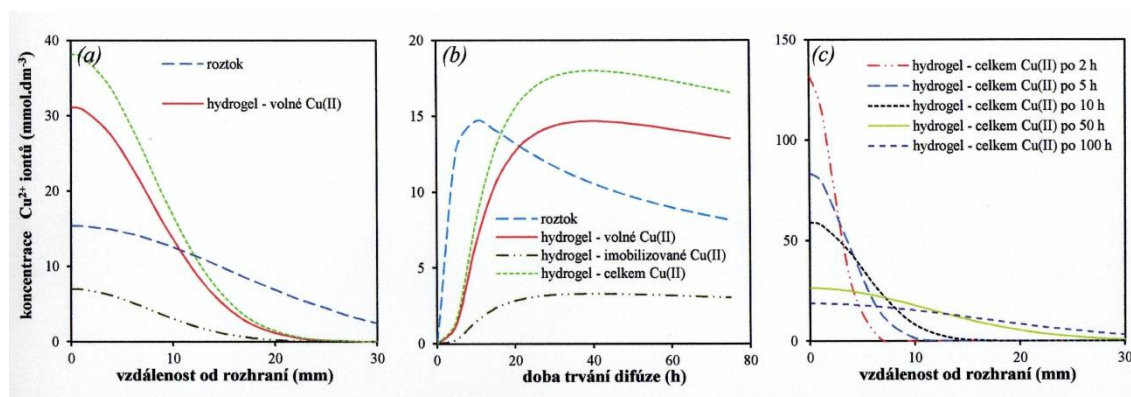 koncentrace Cu²⁺ iontů (mmol.dm⁻³)
(a)
roztok
hydrogel - volné Cu(II)
40
30
20
10
0
0 10 20 30
vzdálenost od rozhraní (mm)
(b)
20
15
10
5
0
roztok
hydrogel - volné Cu(II)
hydrogel - imobilizované Cu(II)
hydrogel - celkem Cu(II)
0 20 40 60 80
doba trvání difúze (h)
(c)
150
100
50
0
hydrogel - celkem Cu(II) po 2 h
hydrogel - celkem Cu(II) po 5 h
hydrogel - celkem Cu(II) po 10 h
hydrogel - celkem Cu(II) po 50 h
hydrogel - celkem Cu(II) po 100 h
0 10 20 30
vzdálenost od rozhraní (mm)